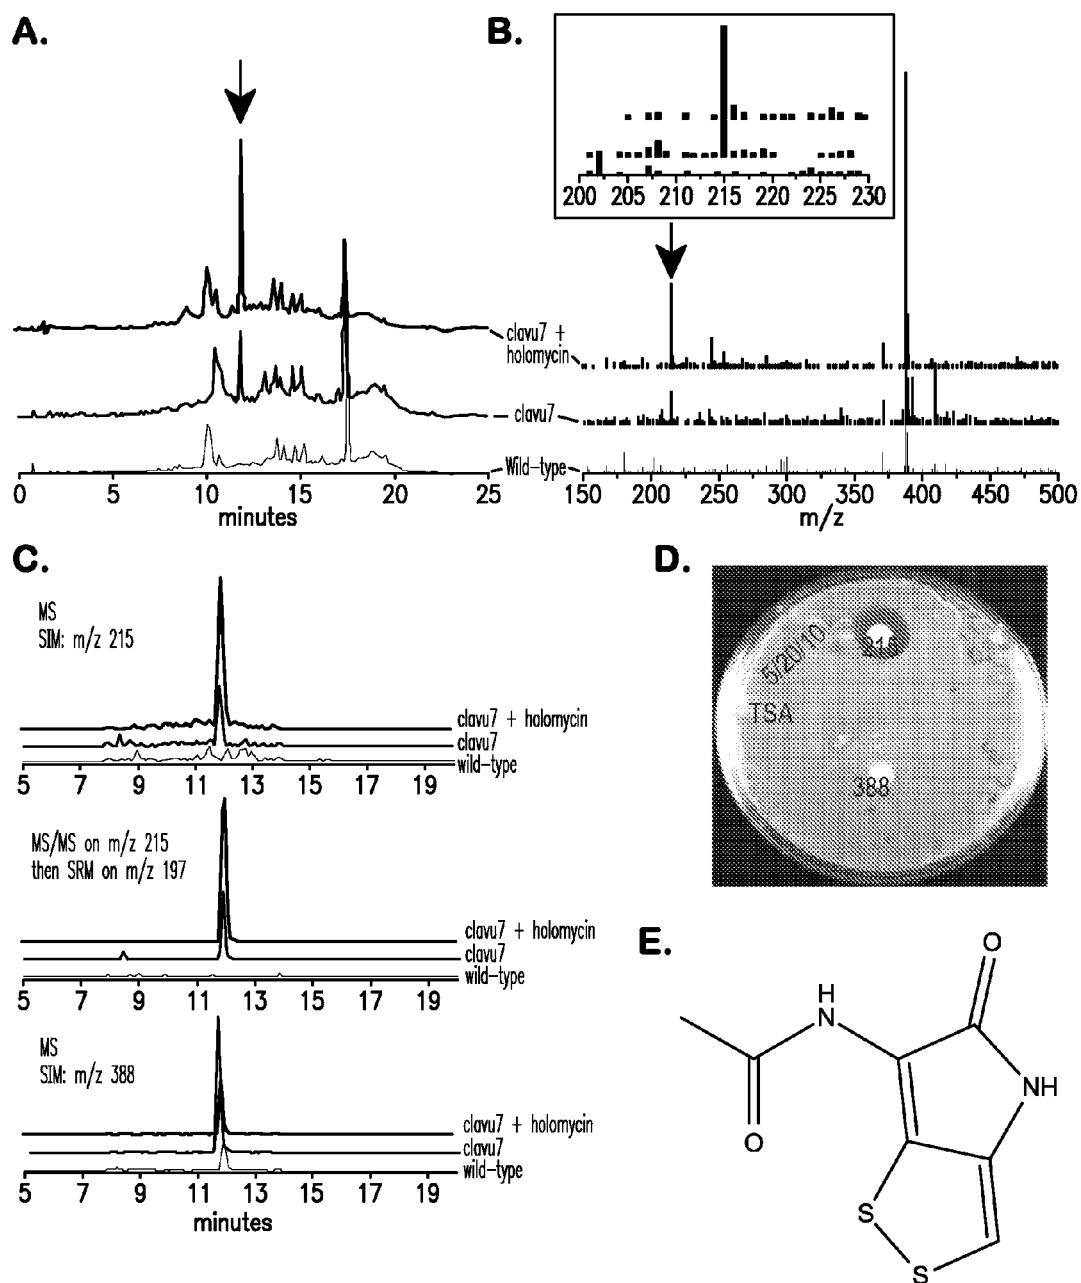 A.
B.
200 205 210 215 220 225 230
clavu7 +
holomycin
clavu7
Wild-type
0 5 10 15 20 25
minutes
150 200 250 300 350 400 450 500
m/z
C.
MS
SIM: m/z 215
clavu7 + holomycin
clavu7
wild-type
5 7 9 11 13 15 17 19
MS/MS on m/z 215
then SRM on m/z 197
clavu7 + holomycin
clavu7
wild-type
5 7 9 11 13 15 17 19
MS
SIM: m/z 388
clavu7 + holomycin
clavu7
wild-type
5 7 9 11 13 15 17 19
minutes
D.
5/20/10
TSA
388
E.
O
H
N
NH
O
S
S